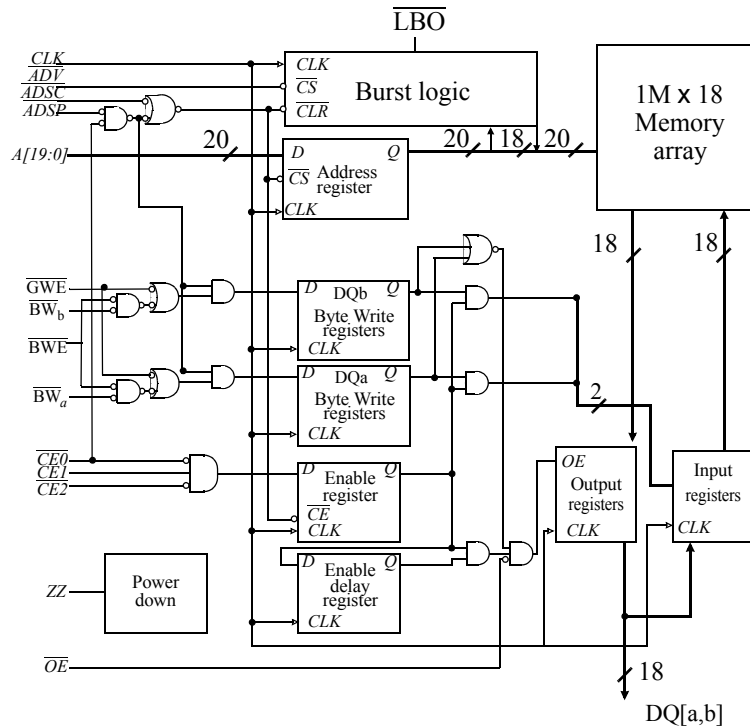 LBO
CLK
ADV
ADSC
ADSP
CLK
CS
CLR
Burst logic
1M x 18
Memory
array
A[19:0]
20
D
Q
CS
Address
register
CLK
20
18
20
18
18
GWE
BWb
BWE
BWa
D
DQb
Q
Byte Write
registers
CLK
D
DQa
Q
Byte Write
registers
CLK
2
CE0
CE1
CE2
D
Enable
Q
register
CE
CLK
OE
Output
registers
CLK
Input
registers
CLK
D
Enable
Q
delay
register
CLK
ZZ
Power
down
OE
18
DQ[a,b]